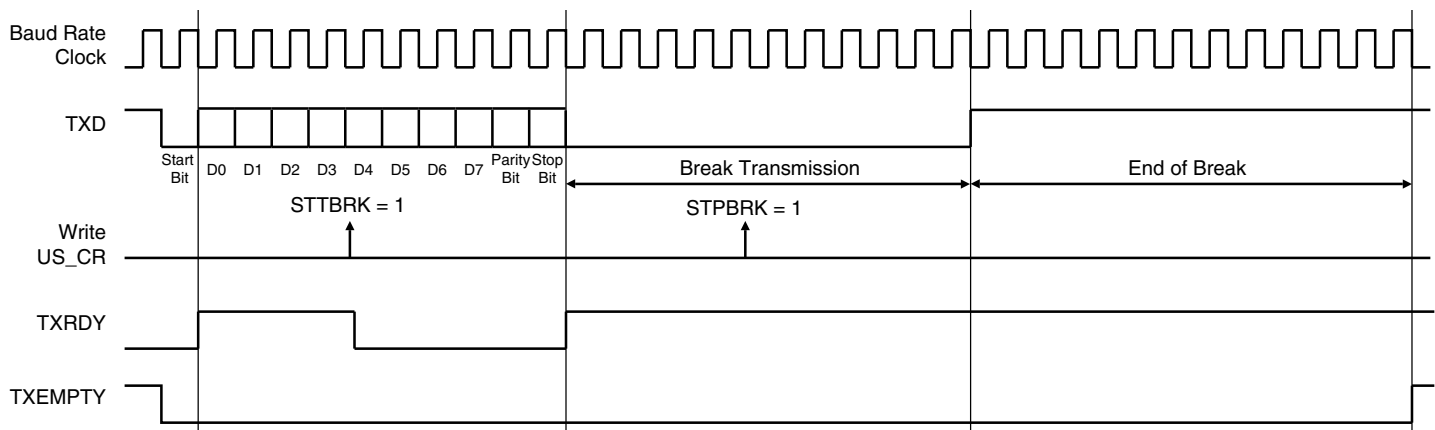 Baud Rate
Clock
TXD
Start
Bit
D0 D1 D2 D3 D4 D5 D6 D7
Parity
Bit
Stop
Bit
Break Transmission
End of Break
STTBRK = 1
STPBRK = 1
Write
US_CR
TXRDY
TXEMPTY